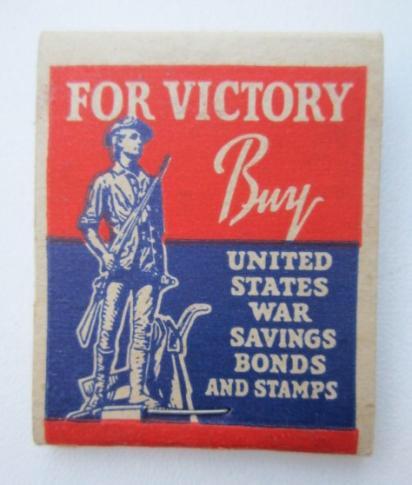 FOR VICTORY
Buy
UNITED
STATES
WAR
SAVINGS
BONDS
AND STAMPS